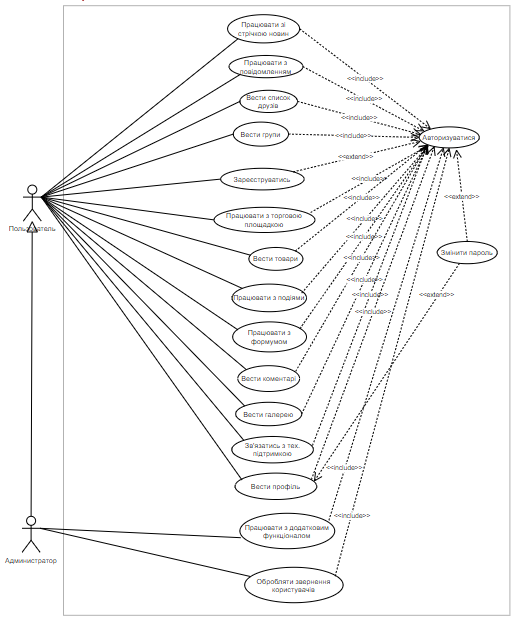 Працювати зі
стрічкою новин
Працювати з
повідомленням
<<include>>
<<include>>
Вести список
друзів
<<include>>
Вести групи
<<include>>
Авторизуватися
<<extend>>
Зареєструватись
<<include>>
<<include>>
<<extend>>
Працювати з торговою
площадкою
<<include>>
Пользователь
<<include>>
Вести товари
<<include>>
Змінити пароль
<<include>>
Працювати з подіями
<<include>>
<<extend>>
<<include>>
Працювати з
формумом
Вести коментарі
Вести галерею
Зв'язатись з тех.
підтримкою
<<include>>
Вести профіль
<<include>>
Працювати з додатковим
функціоналом
Администратор
Обробляти звернення
користувачів